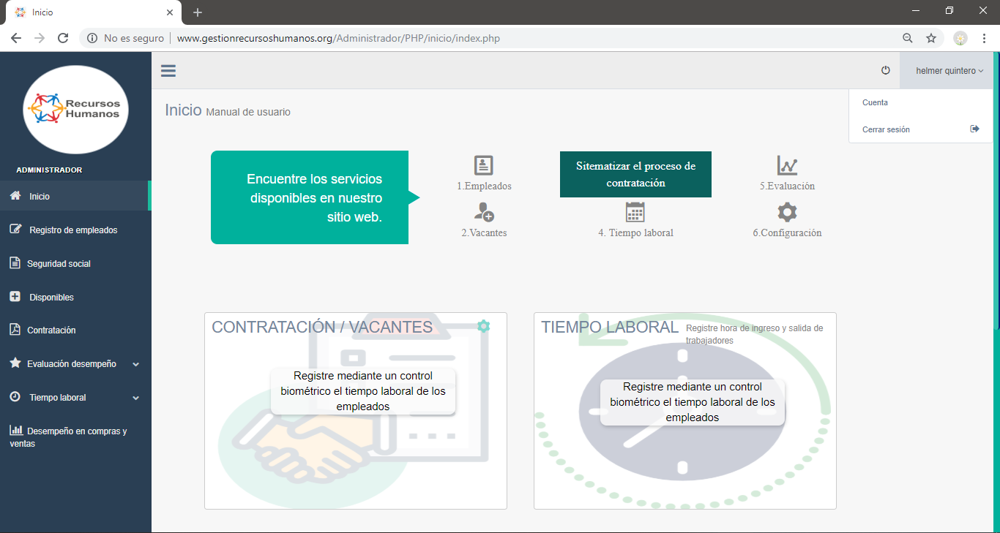 Inicio
No es seguro
www.gestionrecursoshumanos.org/Administrador/PHP/inicio/index.php
Recursos
Humanos
ADMINISTRADOR
Inicio
Registro de empleados
Seguridad social
Disponibles
Contratación
Evaluación desempeño
Tiempo laboral
Desempeño en compras y
ventas
helmer quintero
Cuenta
Cerrar sesión
Inicio Manual de usuario
Encuentre los servicios
disponibles en nuestro
sitio web.
1.Empleados
Sitematizar el proceso de
contratación
5.Evaluación
2.Vacantes
4. Tiempo laboral
6.Configuración
CONTRATACIÓN / VACANTES
Registre mediante un control
biométrico el tiempo laboral de los
empleados
TIEMPO LABORAL
Registre hora de ingreso y salida de
trabajadores
Registre mediante un control
biométrico el tiempo laboral de los
empleados